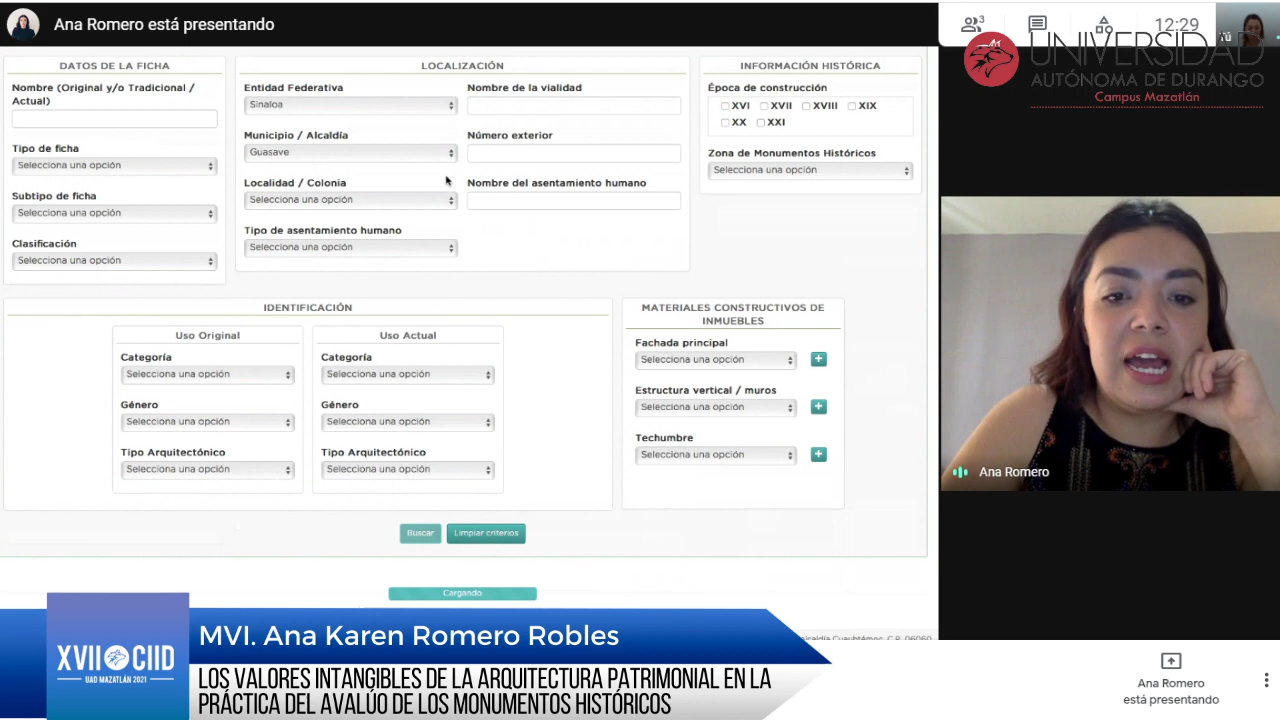 Ana Romero está presentando
3
12:29
Tú
UNIVERSIDAD
AUTÓNOMA DE DURANGO
Campus Mazatlán
DATOS DE LA FICHA
Nombre (Original y/o Tradicional /
Actual)
Tipo de ficha
Selecciona una opción
Subtipo de ficha
Selecciona una opción
Clasificación
Selecciona una opción
LOCALIZACIÓN
Entidad Federativa
Sinaloa
Municipio / Alcaldía
Guasave
Localidad / Colonia
Selecciona una opción
Tipo de asentamiento humano
Selecciona una opción
Nombre de la vialidad
Número exterior
Nombre del asentamiento humano
INFORMACIÓN HISTÓRICA
Época de construcción
XVI XVII XVIII XIX
XX XXI
Zona de Monumentos Históricos
Selecciona una opción
IDENTIFICACIÓN
Uso Original
Categoría
Selecciona una opción
Género
Selecciona una opción
Tipo Arquitectónico
Selecciona una opción
Uso Actual
Categoría
Selecciona una opción
Género
Selecciona una opción
Tipo Arquitectónico
Selecciona una opción
MATERIALES CONSTRUCTIVOS DE
INMUEBLES
Fachada principal
Selecciona una opción
Estructura vertical / muros
Selecciona una opción
Techumbre
Selecciona una opción
Buscar
Limpiar criterios
Cargando
Cuauhtémoc, C.P. 06060
Ana Romero
XVII CIID
UAD MAZATLÁN 2021
MVI. Ana Karen Romero Robles
LOS VALORES INTANGIBLES DE LA ARQUITECTURA PATRIMONIAL EN LA
PRÁCTICA DEL AVALÚO DE LOS MONUMENTOS HISTÓRICOS
Ana Romero
está presentando